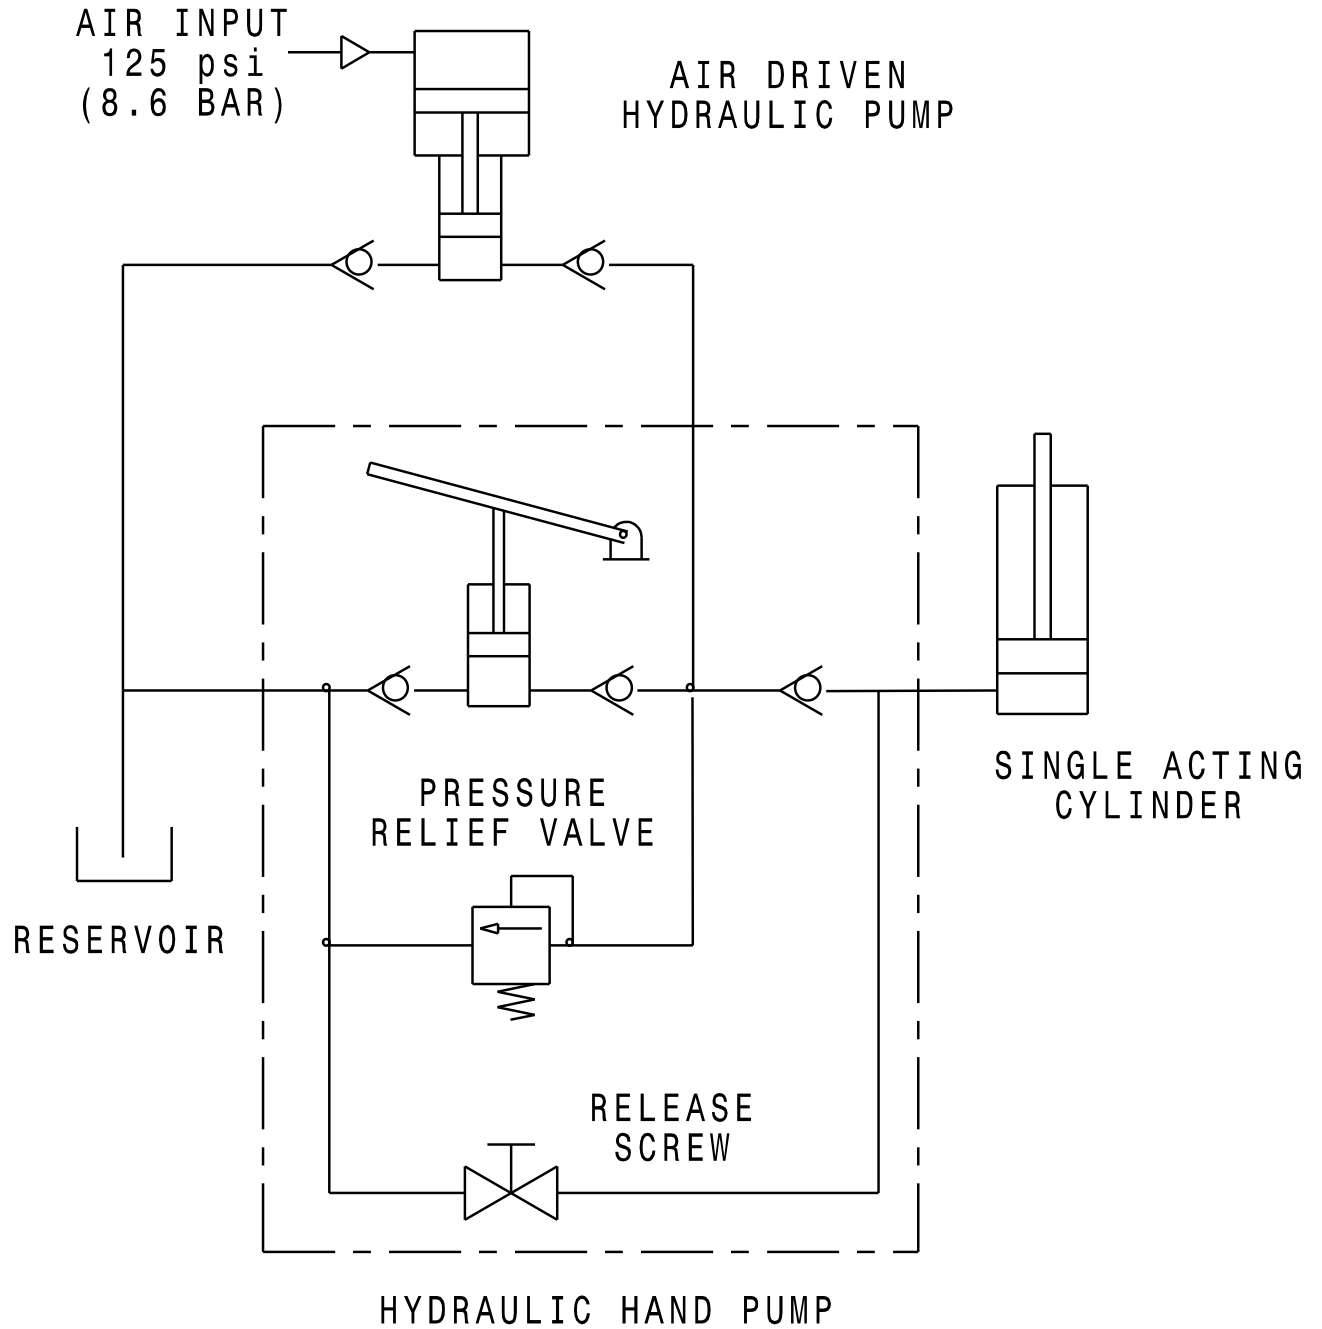 AIR INPUT
125 psi
(8.6 BAR)
AIR DRIVEN
HYDRAULIC PUMP
SINGLE ACTING
CYLINDER
PRESSURE
RELIEF VALVE
RESERVOIR
RELEASE
SCREW
HYDRAULIC HAND PUMP